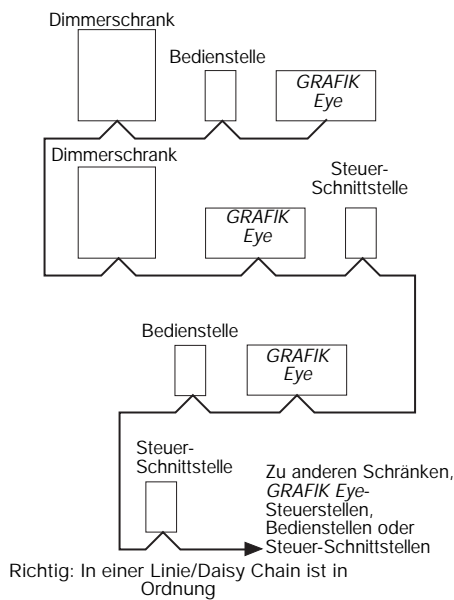 Dimmerschrank
Bedienstelle
GRAFIK
Eye
Dimmerschrank
GRAFIK
Eye
Steuer-
Schnittstelle
Bedienstelle
GRAFIK
Eye
Steuer-
Schnittstelle
Zu anderen Schränken,
GRAFIK Eye-
Steuerstellen,
Bedienstellen oder
Steuer-Schnittstellen
Richtig: In einer Linie/Daisy Chain ist in
Ordnung